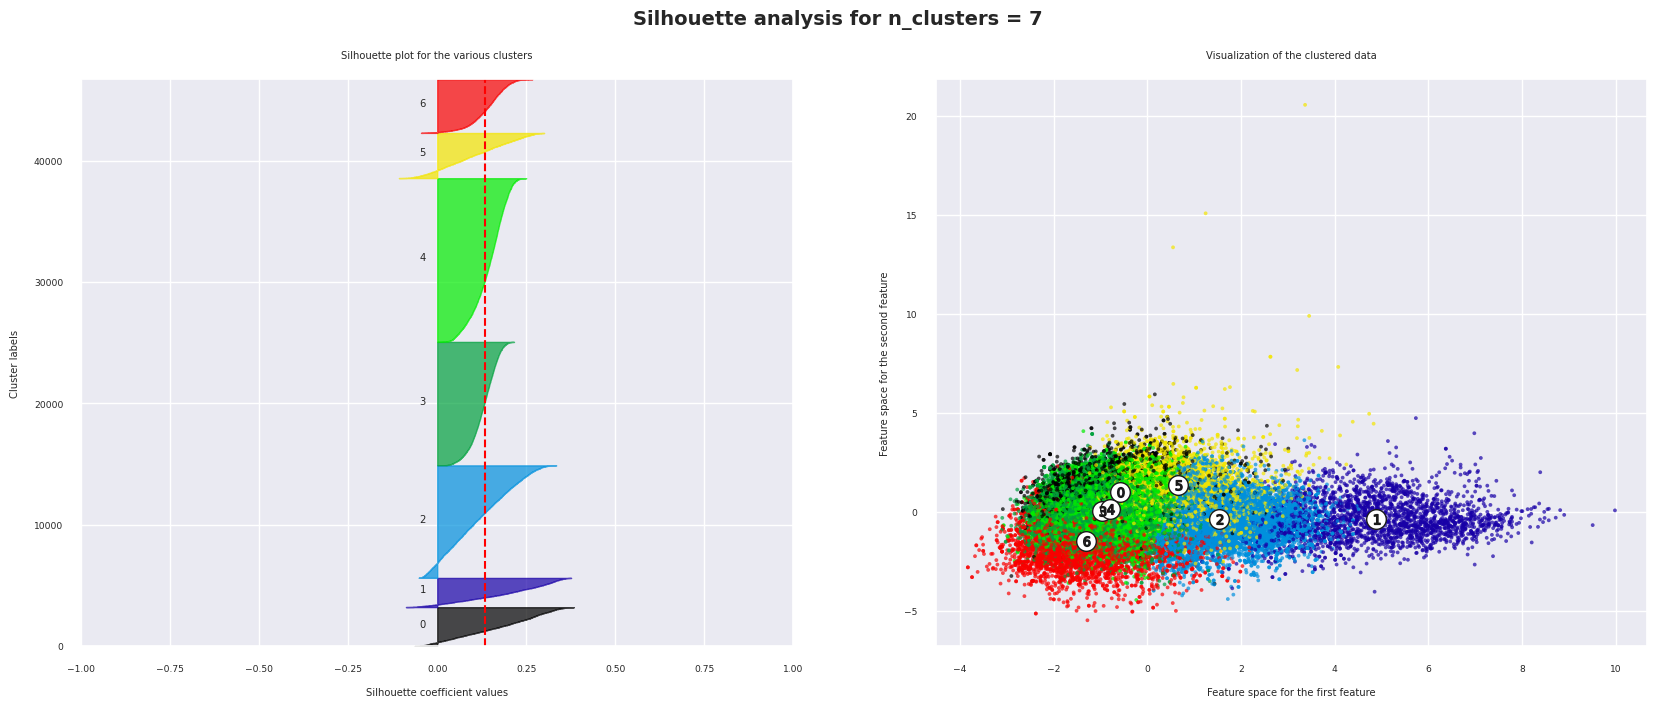 Silhouette analysis for n_clusters = 7
Silhouette plot for the various clusters
6
5
4
3
2
1
0
40000
30000
20000
10000
0
Cluster labels
−1.00 −0.75 −0.50 −0.25 0.00 0.25 0.50 0.75 1.00
Silhouette coefficient values
Visualization of the clustered data
20
15
10
5
0
−5
Feature space for the second feature
0
5
3
4
2
1
6
−4 −2 0 2 4 6 8 10
Feature space for the first feature